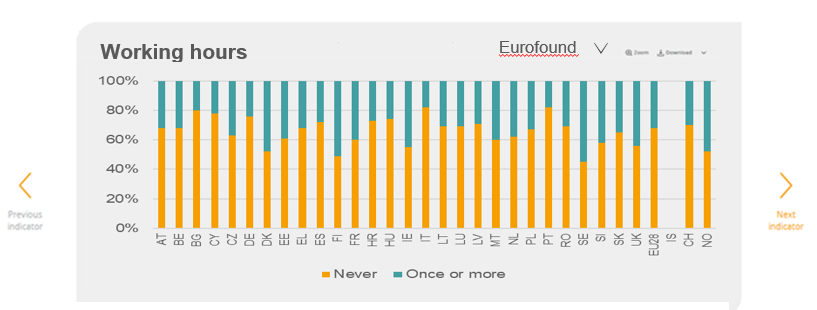 Working hours
Eurofound
Zoom
Download
100%
80%
60%
40%
20%
0%
AT BE BG CY CZ DE DK EE EL ES FI FR HR HU IE IT LT LU LV MT NL PL PT RO SE SI SK UK EU28 IS CH NO
Never Once or more
Previous
indicator
Next
indicator